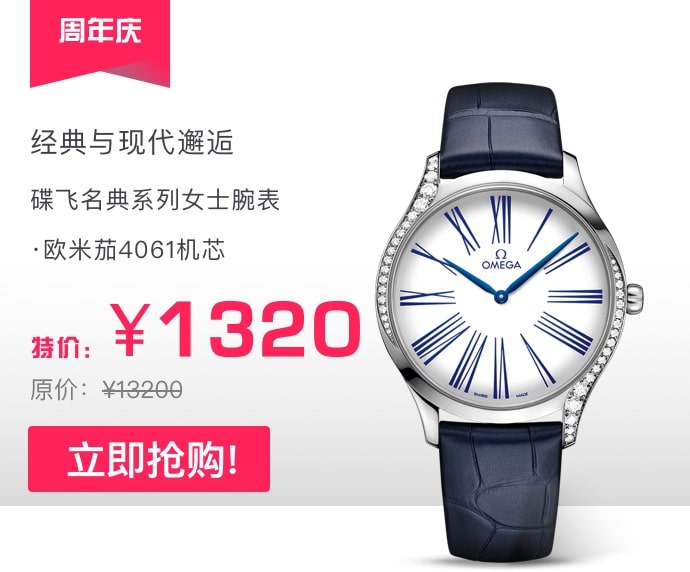 周年庆
经典与现代邂逅
碟飞名典系列女士腕表
·欧米茄4061机芯
特价：¥1320
原价：¥13200
立即抢购!
Ω
OMEGA
SWISS MADE